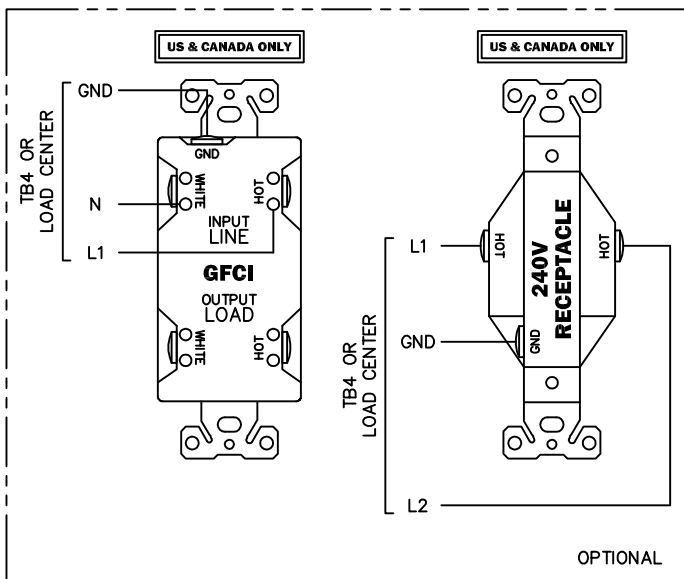 US & CANADA ONLY
GND
TB4 OR
LOAD CENTER
GND
N
WHITE
HOT
INPUT
LINE
L1
GFCI
OUTPUT
LOAD
WHITE
HOT
US & CANADA ONLY
L1
HOT
240V
RECEPTACLE
HOT
GND
GND
TB4 OR
LOAD CENTER
L2
OPTIONAL